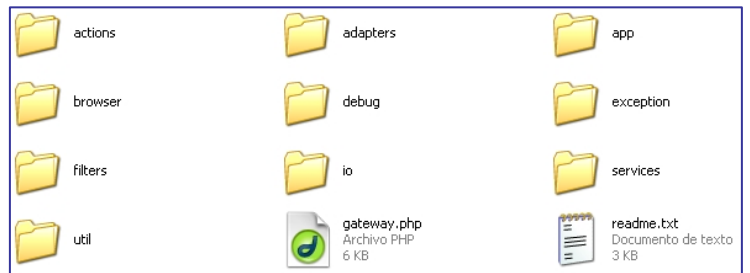 actions
adapters
app
browser
debug
exception
filters
io
services
util
gateway.php
Archivo PHP
6 KB
readme.txt
Documento de texto
3 KB